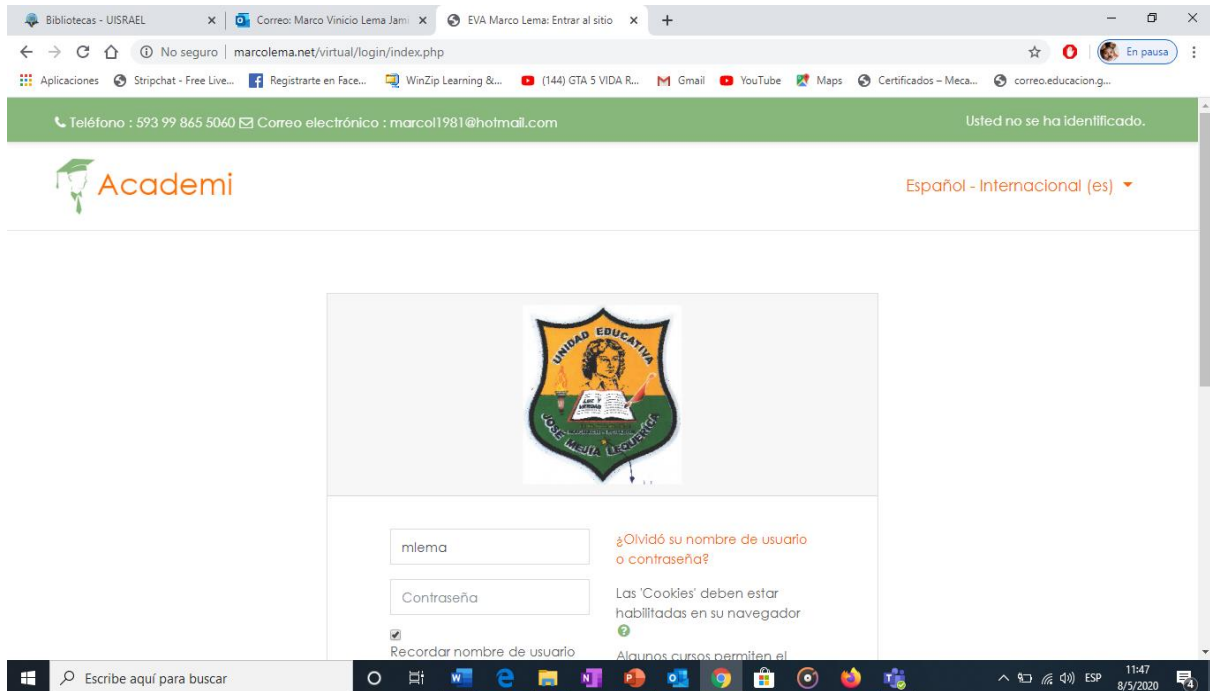 Bibliotecas - UISRAEL
Correo: Marco Vinicio Lema Jami
EVA Marco Lema: Entrar al sitio
No seguro | marcolema.net/virtual/login/index.php
En pausa
Aplicaciones
Stripchat - Free Live...
Registrarte en Face...
WinZip Learning &...
(144) GTA 5 VIDA R...
Gmail
YouTube
Maps
Certificados – Meca...
correo.educacion.g...
Teléfono : 593 99 865 5060
Correo electrónico : marcol1981@hotmail.com
Usted no se ha identificado.
Academi
Español - Internacional (es)
UNIDAD EDUCATIVA
LUZ Y
VERDAD
JOSE MEJIA LEQUERICA
mlema
Contraseña
Recordar nombre de usuario
¿Olvidó su nombre de usuario
o contraseña?
Las 'Cookies' deben estar
habilitadas en su navegador
Algunos cursos permiten el
Escribe aquí para buscar
ESP
11:47
8/5/2020
4